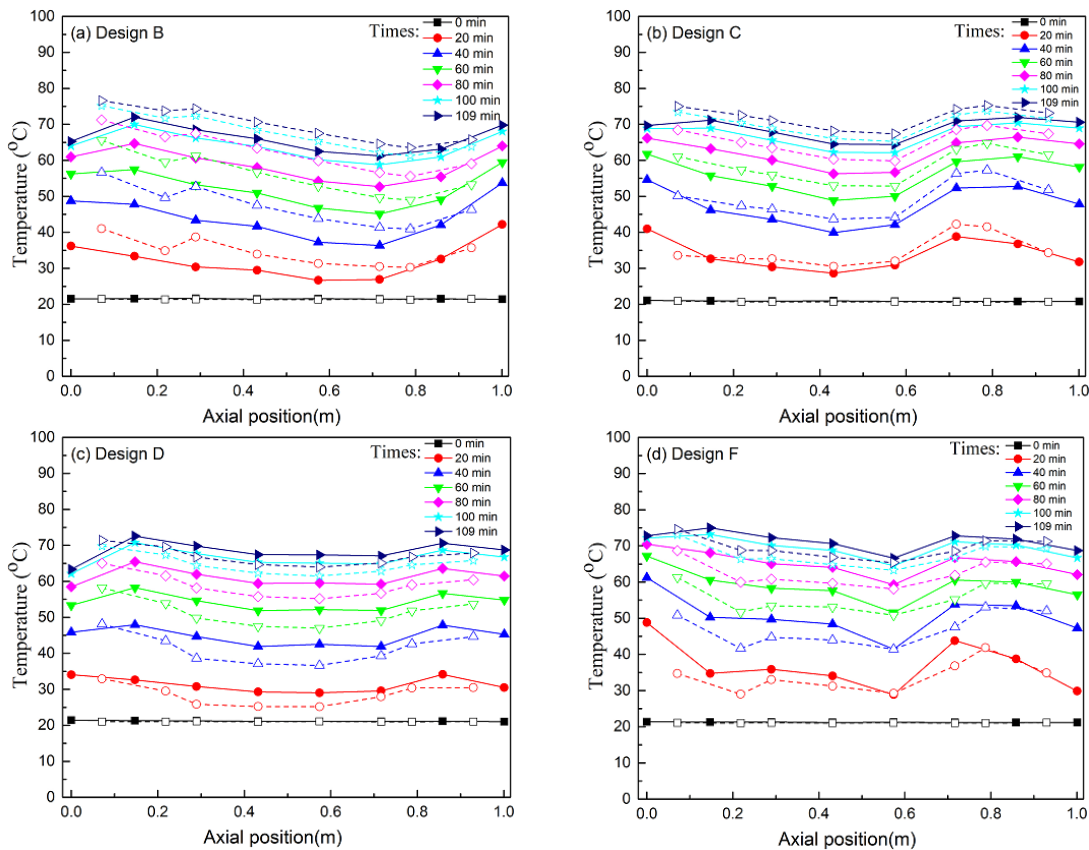 (a) Design B
Times:
0 min
20 min
40 min
60 min
80 min
100 min
109 min
Temperature (°C)
100
90
80
70
60
50
40
30
20
10
0
0.0 0.2 0.4 0.6 0.8 1.0
Axial position(m)
(b) Design C
Times:
0 min
20 min
40 min
60 min
80 min
100 min
109 min
Temperature (°C)
100
90
80
70
60
50
40
30
20
10
0
0.0 0.2 0.4 0.6 0.8 1.0
Axial position(m)
(c) Design D
Times:
0 min
20 min
40 min
60 min
80 min
100 min
109 min
Temperature (°C)
100
90
80
70
60
50
40
30
20
10
0
0.0 0.2 0.4 0.6 0.8 1.0
Axial position(m)
(d) Design F
Times:
0 min
20 min
40 min
60 min
80 min
100 min
109 min
Temperature (°C)
100
90
80
70
60
50
40
30
20
10
0
0.0 0.2 0.4 0.6 0.8 1.0
Axial position(m)